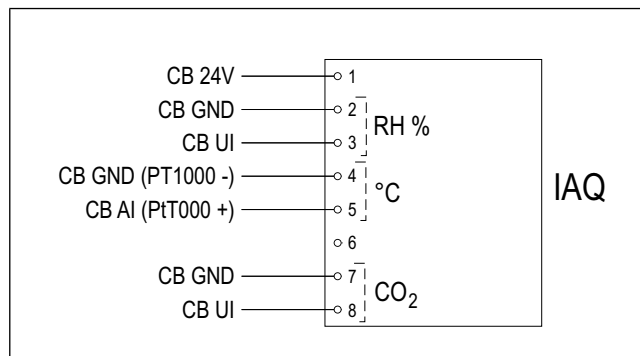 CB 24V 1
CB GND 2
RH %
CB UI 3
CB GND (PT1000 -) 4
°C
CB AI (PtT000 +) 5
IAQ
6
CB GND 7
CO₂
CB UI 8